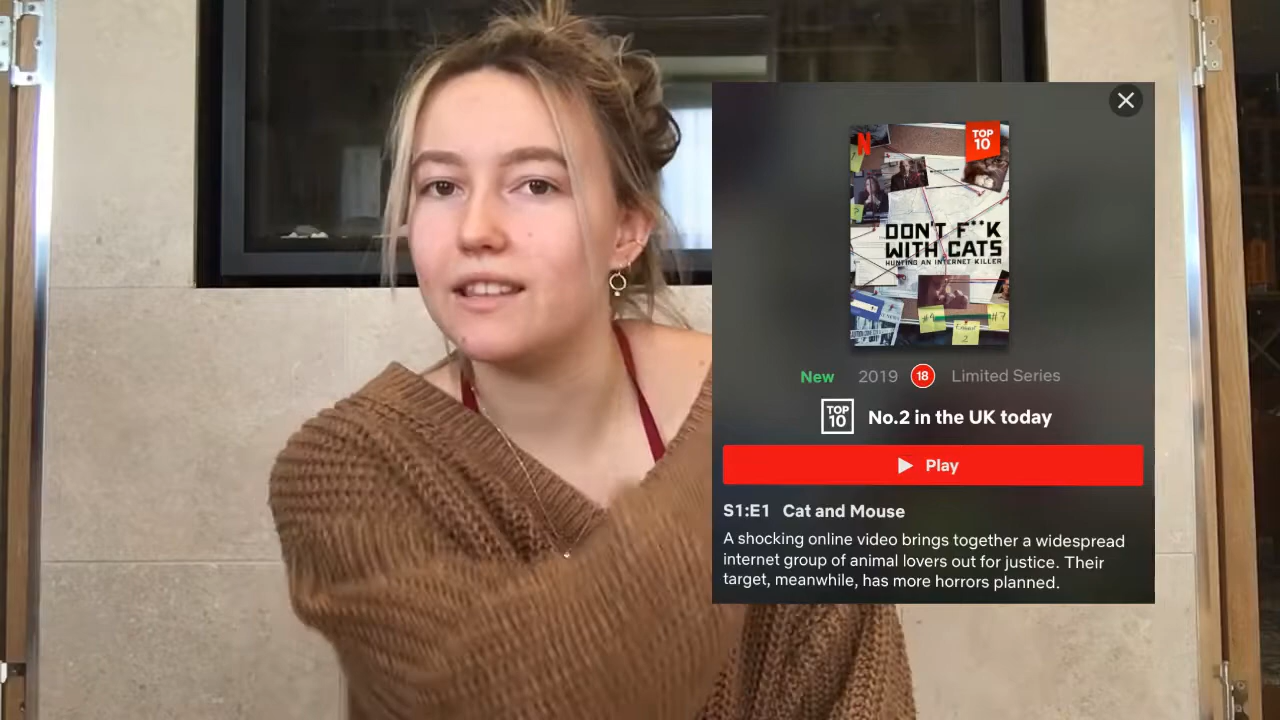 N
TOP
10
DON'T F**K
WITH CATS
HUNTING AN INTERNET KILLER
#7
2
New 2019 18 Limited Series
TOP
10
No.2 in the UK today
Play
S1:E1 Cat and Mouse
A shocking online video brings together a widespread
internet group of animal lovers out for justice. Their
target, meanwhile, has more horrors planned.